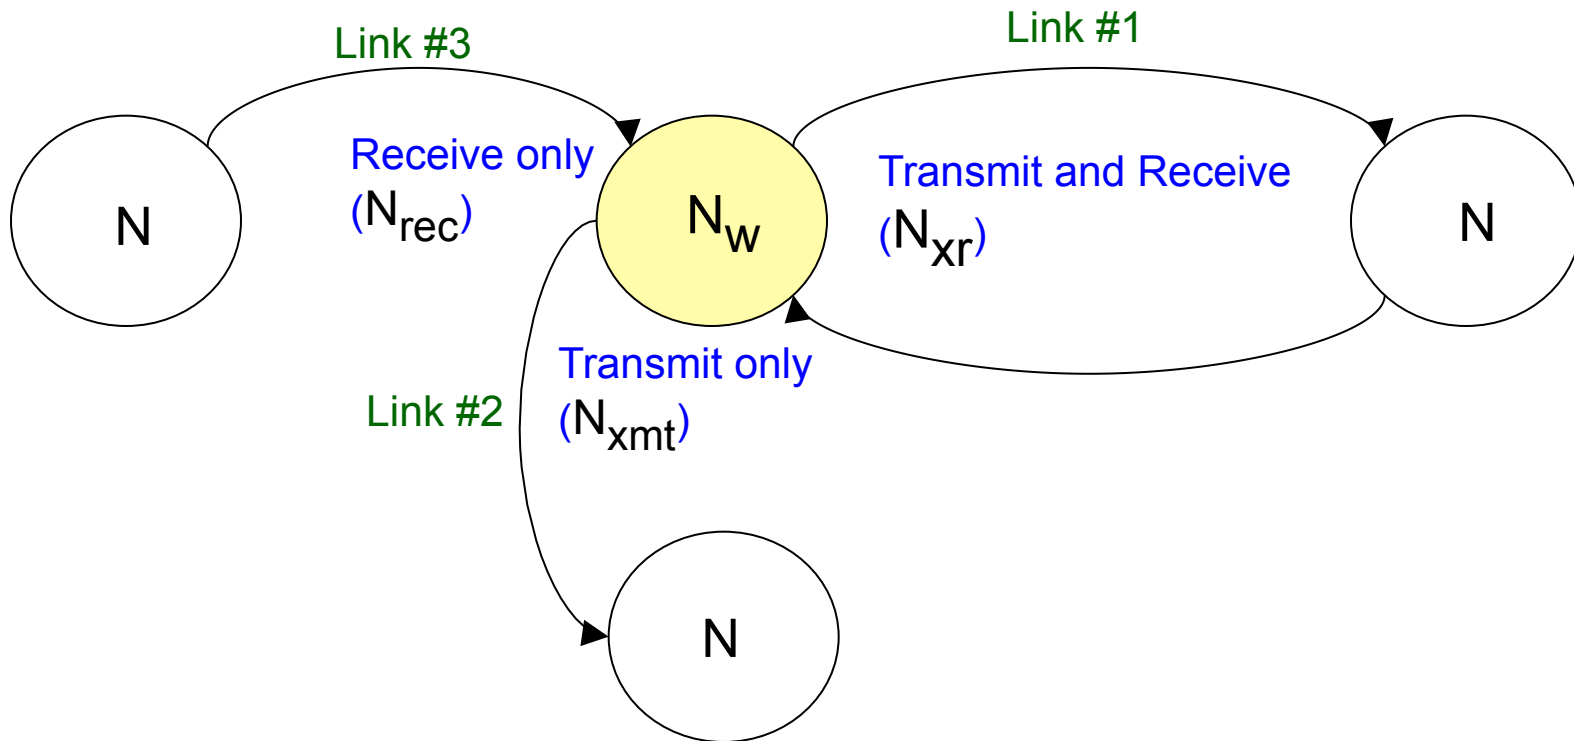 Link #3
Link #1
Receive only
(Nrec)
Transmit and Receive
(Nxr)
N
Nw
N
Transmit only
(Nxmt)
Link #2
N